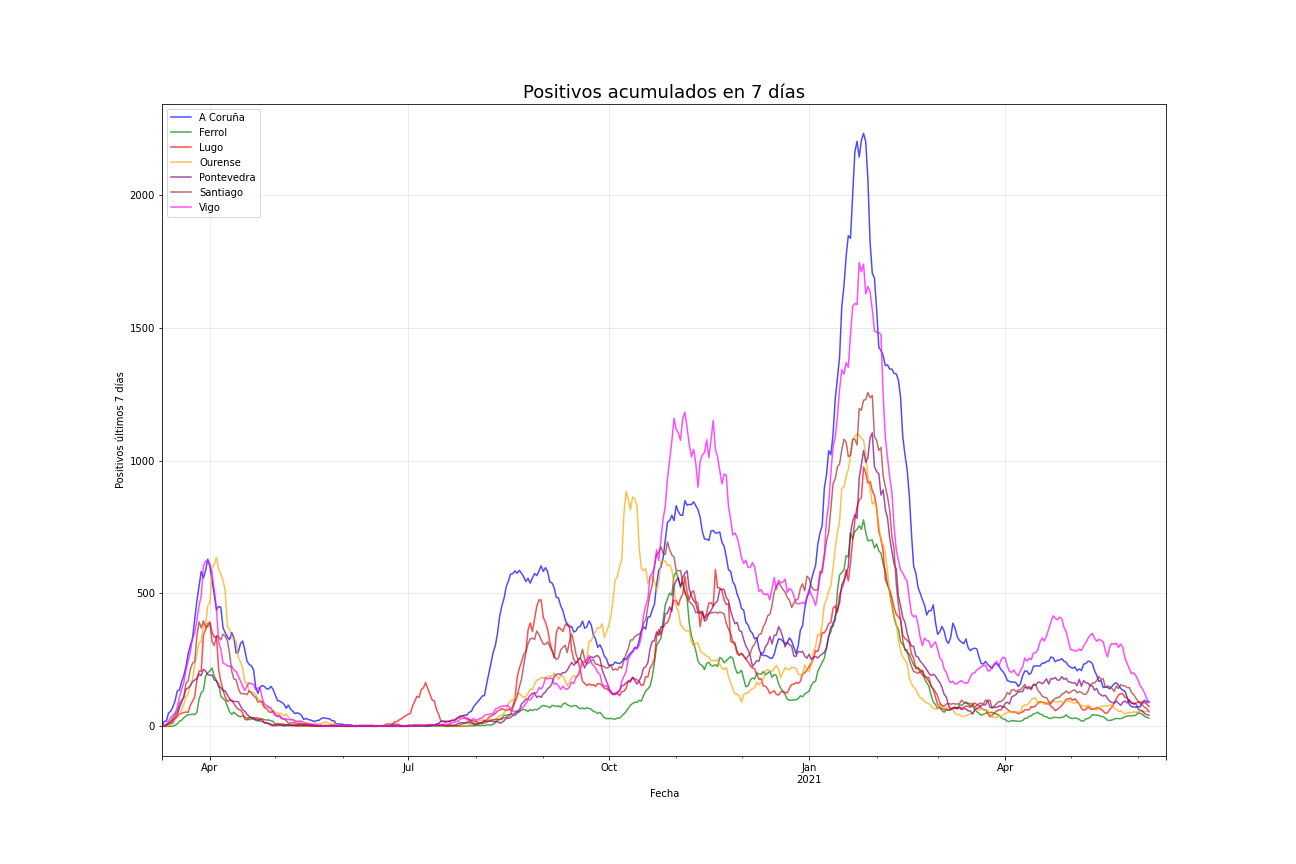 Positivos acumulados en 7 días
A Coruña
Ferrol
Lugo
Ourense
Pontevedra
Santiago
Vigo
2000
1500
1000
500
0
Positivos últimos 7 días
Apr
Jul
Oct
Jan
2021
Apr
Fecha